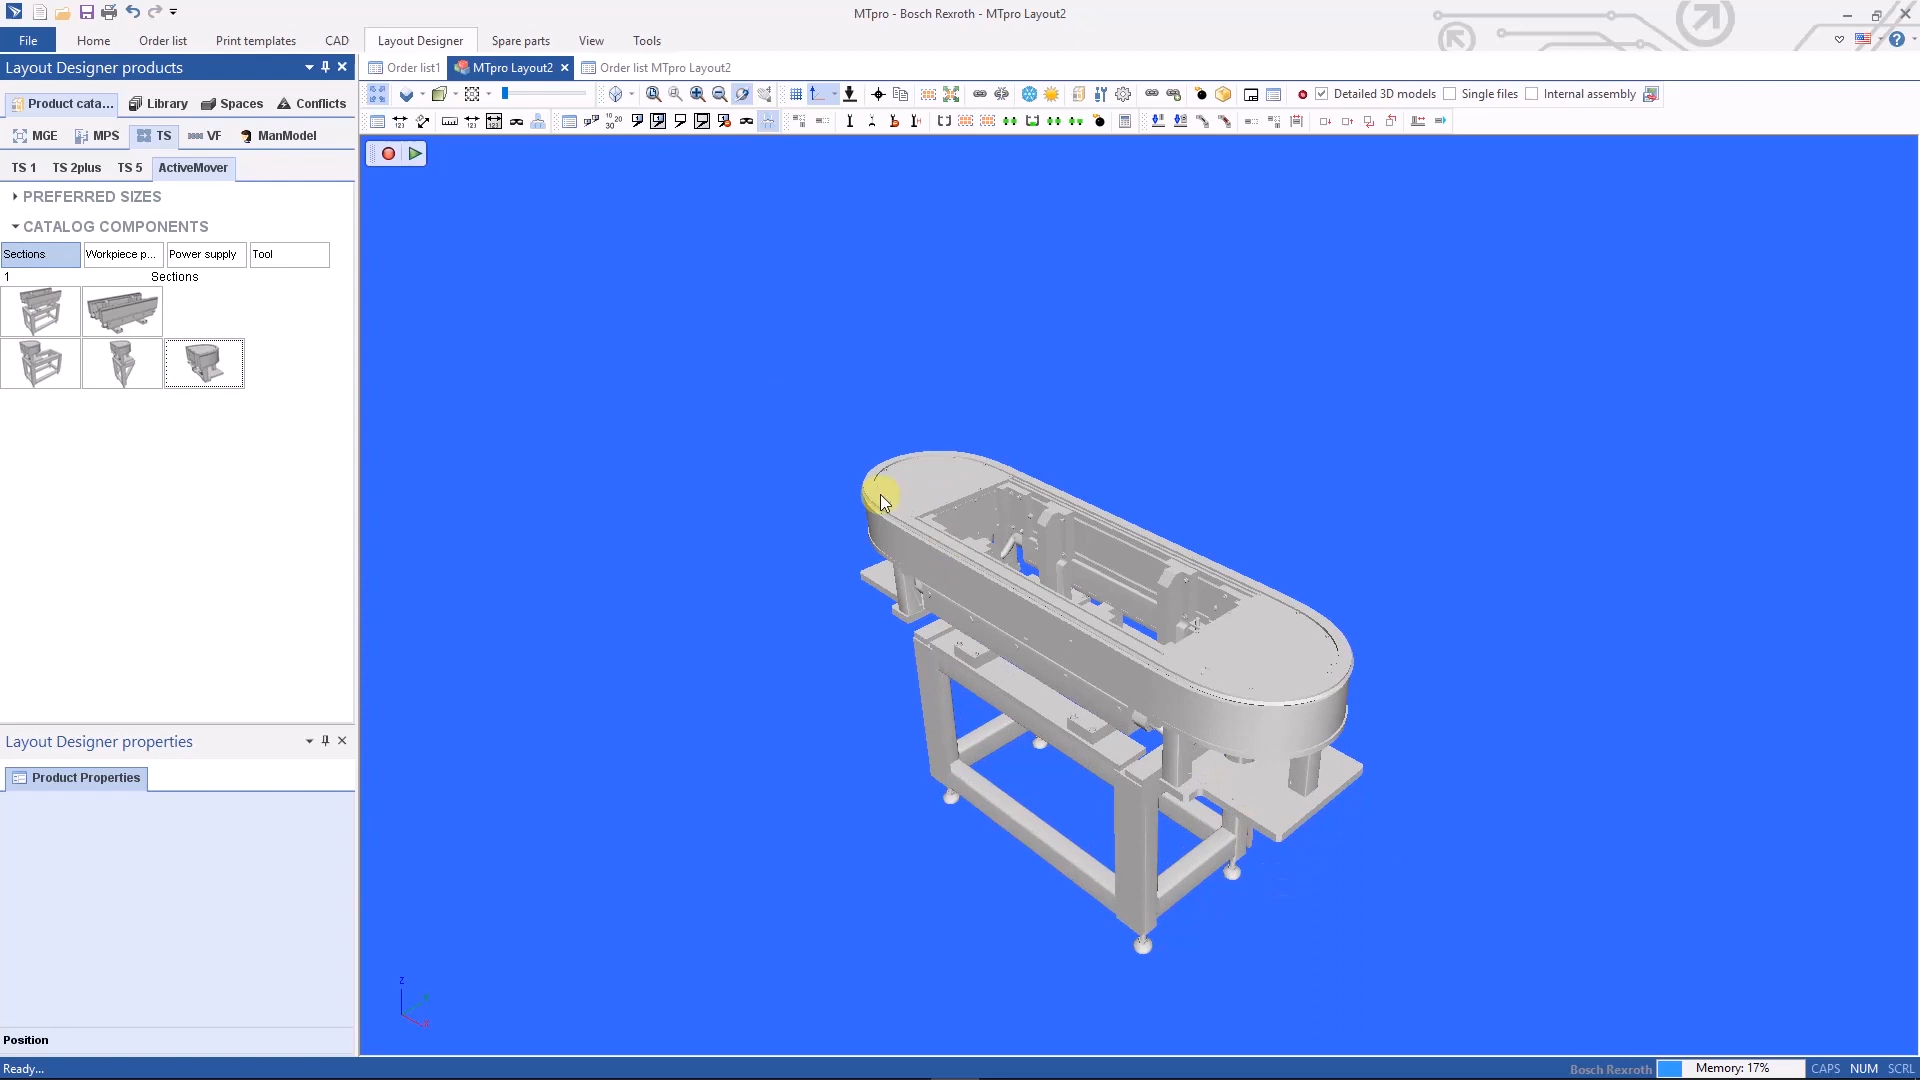 MTpro - Bosch Rexroth - MTpro Layout2
File Home Order list Print templates CAD Layout Designer Spare parts View Tools
Layout Designer products
Order list1 MTpro Layout2 Order list MTpro Layout2
Product cata... Library Spaces Conflicts
Detailed 3D models Single files Internal assembly
MGE MPS TS VF ManModel
TS 1 TS 2plus TS 5 ActiveMover
PREFERRED SIZES
CATALOG COMPONENTS
Sections Workpiece p... Power supply Tool
1 Sections
Layout Designer properties
Product Properties
Z
Position
Ready...
Bosch Rexroth Memory: 17% CAPS NUM SCRL